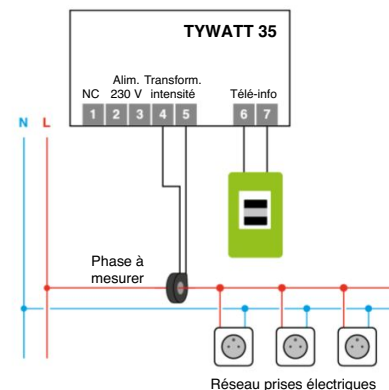 TYWATT 35
Alim. Transform.
NC 230 V intensité Télé-info
1 2 3 4 5 6 7
N L
Phase à
mesurer
Réseau prises électriques